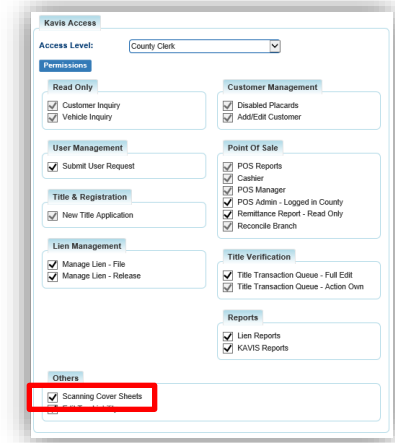 Kavis Access
Access Level: County Clerk
Permissions
Read Only
Customer Inquiry
Vehicle Inquiry
Customer Management
Disabled Placards
Add/Edit Customer
User Management
Submit User Request
Point Of Sale
POS Reports
Cashier
POS Manager
POS Admin - Logged in County
Remittance Report - Read Only
Reconcile Branch
Title & Registration
New Title Application
Lien Management
Manage Lien - File
Manage Lien - Release
Title Verification
Title Transaction Queue - Full Edit
Title Transaction Queue - Action Own
Reports
Lien Reports
KAVIS Reports
Others
Scanning Cover Sheets